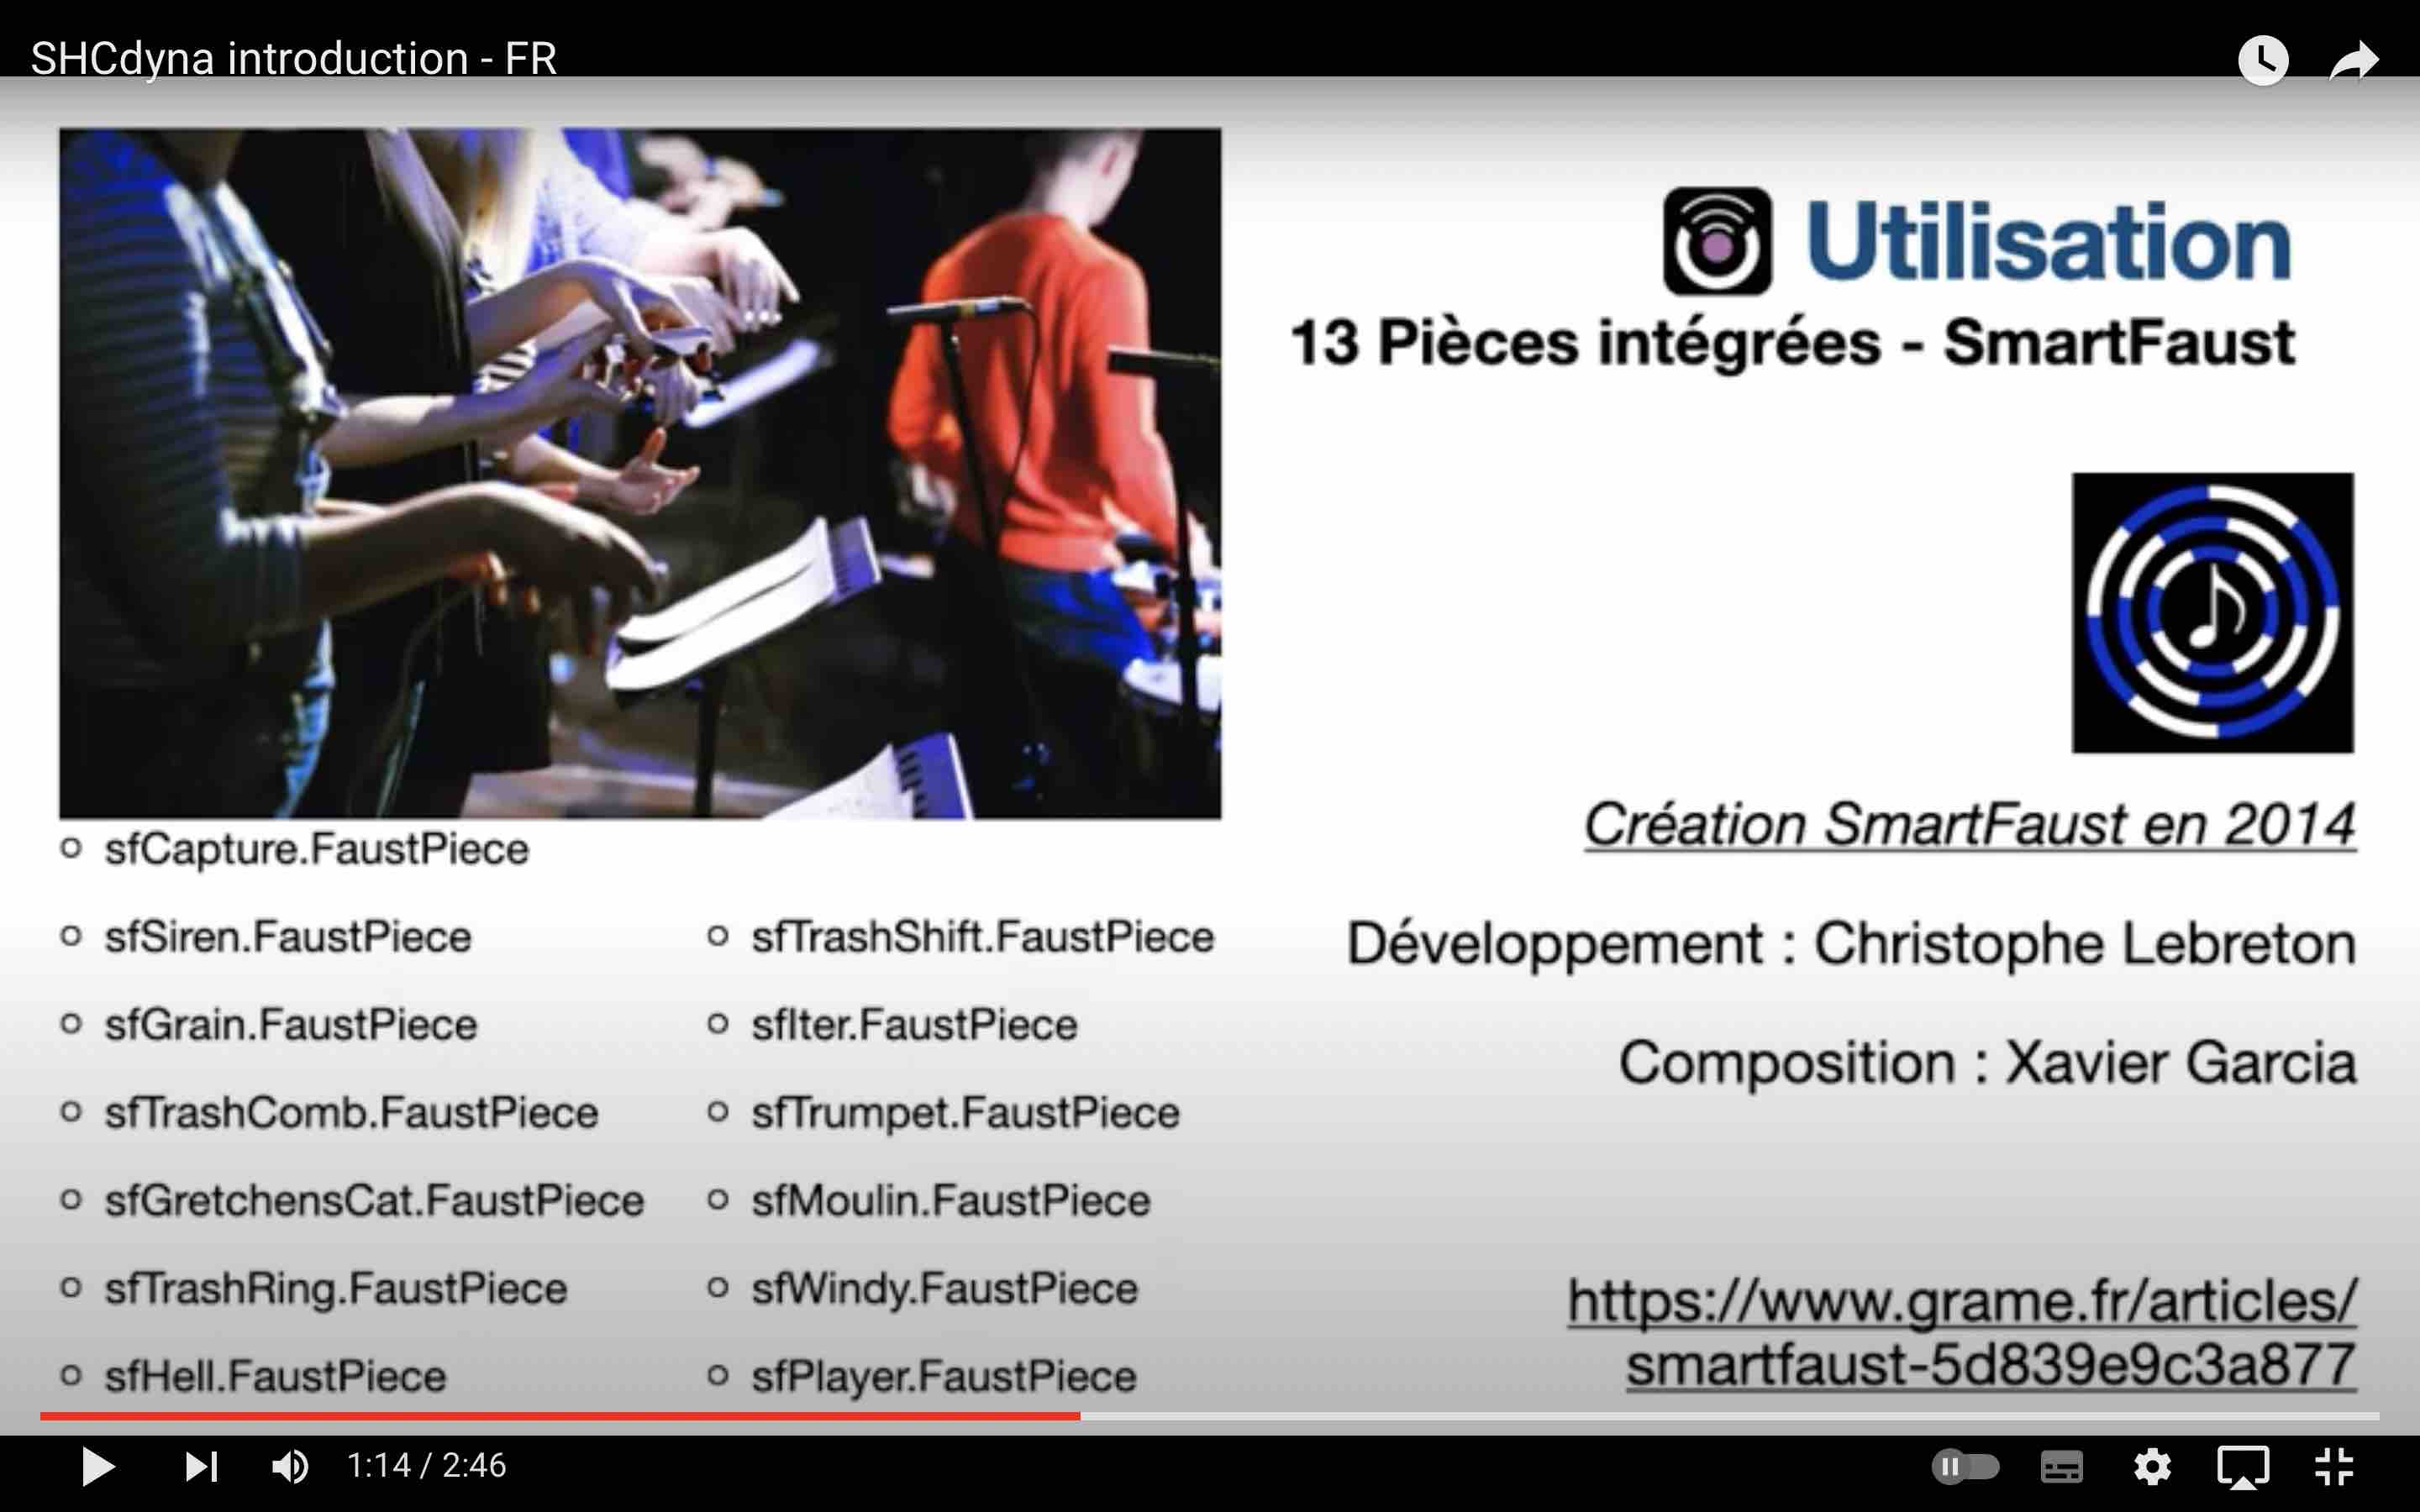 SHCdyna introduction - FR
Utilisation
13 Pièces intégrées - SmartFaust
sfCapture.FaustPiece
sfSiren.FaustPiece
sfGrain.FaustPiece
sfTrashComb.FaustPiece
sfGretchensCat.FaustPiece
sfTrashRing.FaustPiece
sfHell.FaustPiece
sfTrashShift.FaustPiece
sfIter.FaustPiece
sfTrumpet.FaustPiece
sfMoulin.FaustPiece
sfWindy.FaustPiece
sfPlayer.FaustPiece
Création SmartFaust en 2014
Développement : Christophe Lebreton
Composition : Xavier Garcia
https://www.grame.fr/articles/
smartfaust-5d839e9c3a877
1:14 / 2:46